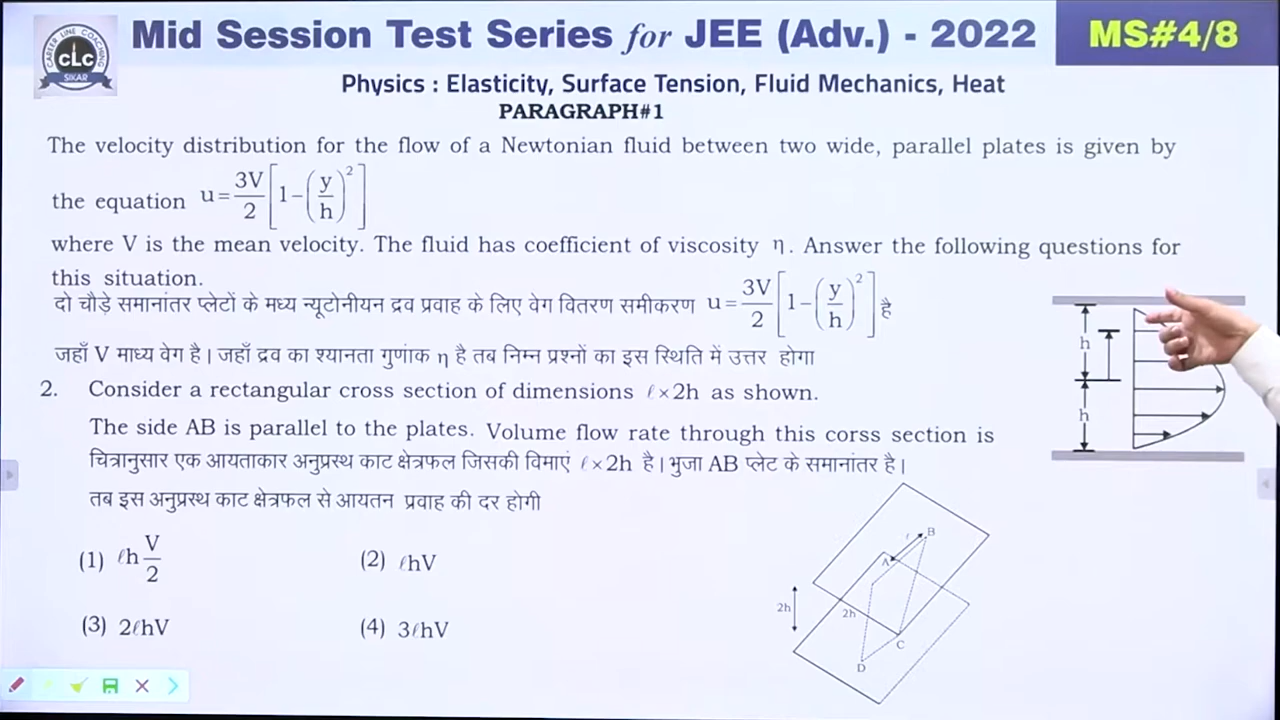 CAREER LINE COACHING
CLC
SIKAR
Mid Session Test Series for JEE (Adv.) - 2022
MS#4/8
Physics : Elasticity, Surface Tension, Fluid Mechanics, Heat
PARAGRAPH#1
The velocity distribution for the flow of a Newtonian fluid between two wide, parallel plates is given by
the equation u = 3V/2 [1 − (y/h)²]
where V is the mean velocity. The fluid has coefficient of viscosity η. Answer the following questions for
this situation.
दो चौड़े समानांतर प्लेटों के मध्य न्यूटोनीयन द्रव प्रवाह के लिए वेग वितरण समीकरण u = 3V/2 [1 − (y/h)²] है
जहाँ V माध्य वेग है। जहाँ द्रव का श्यानता गुणांक η है तब निम्न प्रश्नों का इस स्थिति में उत्तर होगा
h
h
2. Consider a rectangular cross section of dimensions ℓ×2h as shown.
The side AB is parallel to the plates. Volume flow rate through this corss section is
चित्रानुसार एक आयताकार अनुप्रस्थ काट क्षेत्रफल जिसकी विमाएं ℓ×2h है। भुजा AB प्लेट के समानांतर है।
तब इस अनुप्रस्थ काट क्षेत्रफल से आयतन प्रवाह की दर होगी
(1) ℓh V/2 (2) ℓhV
(3) 2ℓhV (4) 3ℓhV
ℓ
B
A
2h
2h
C
D